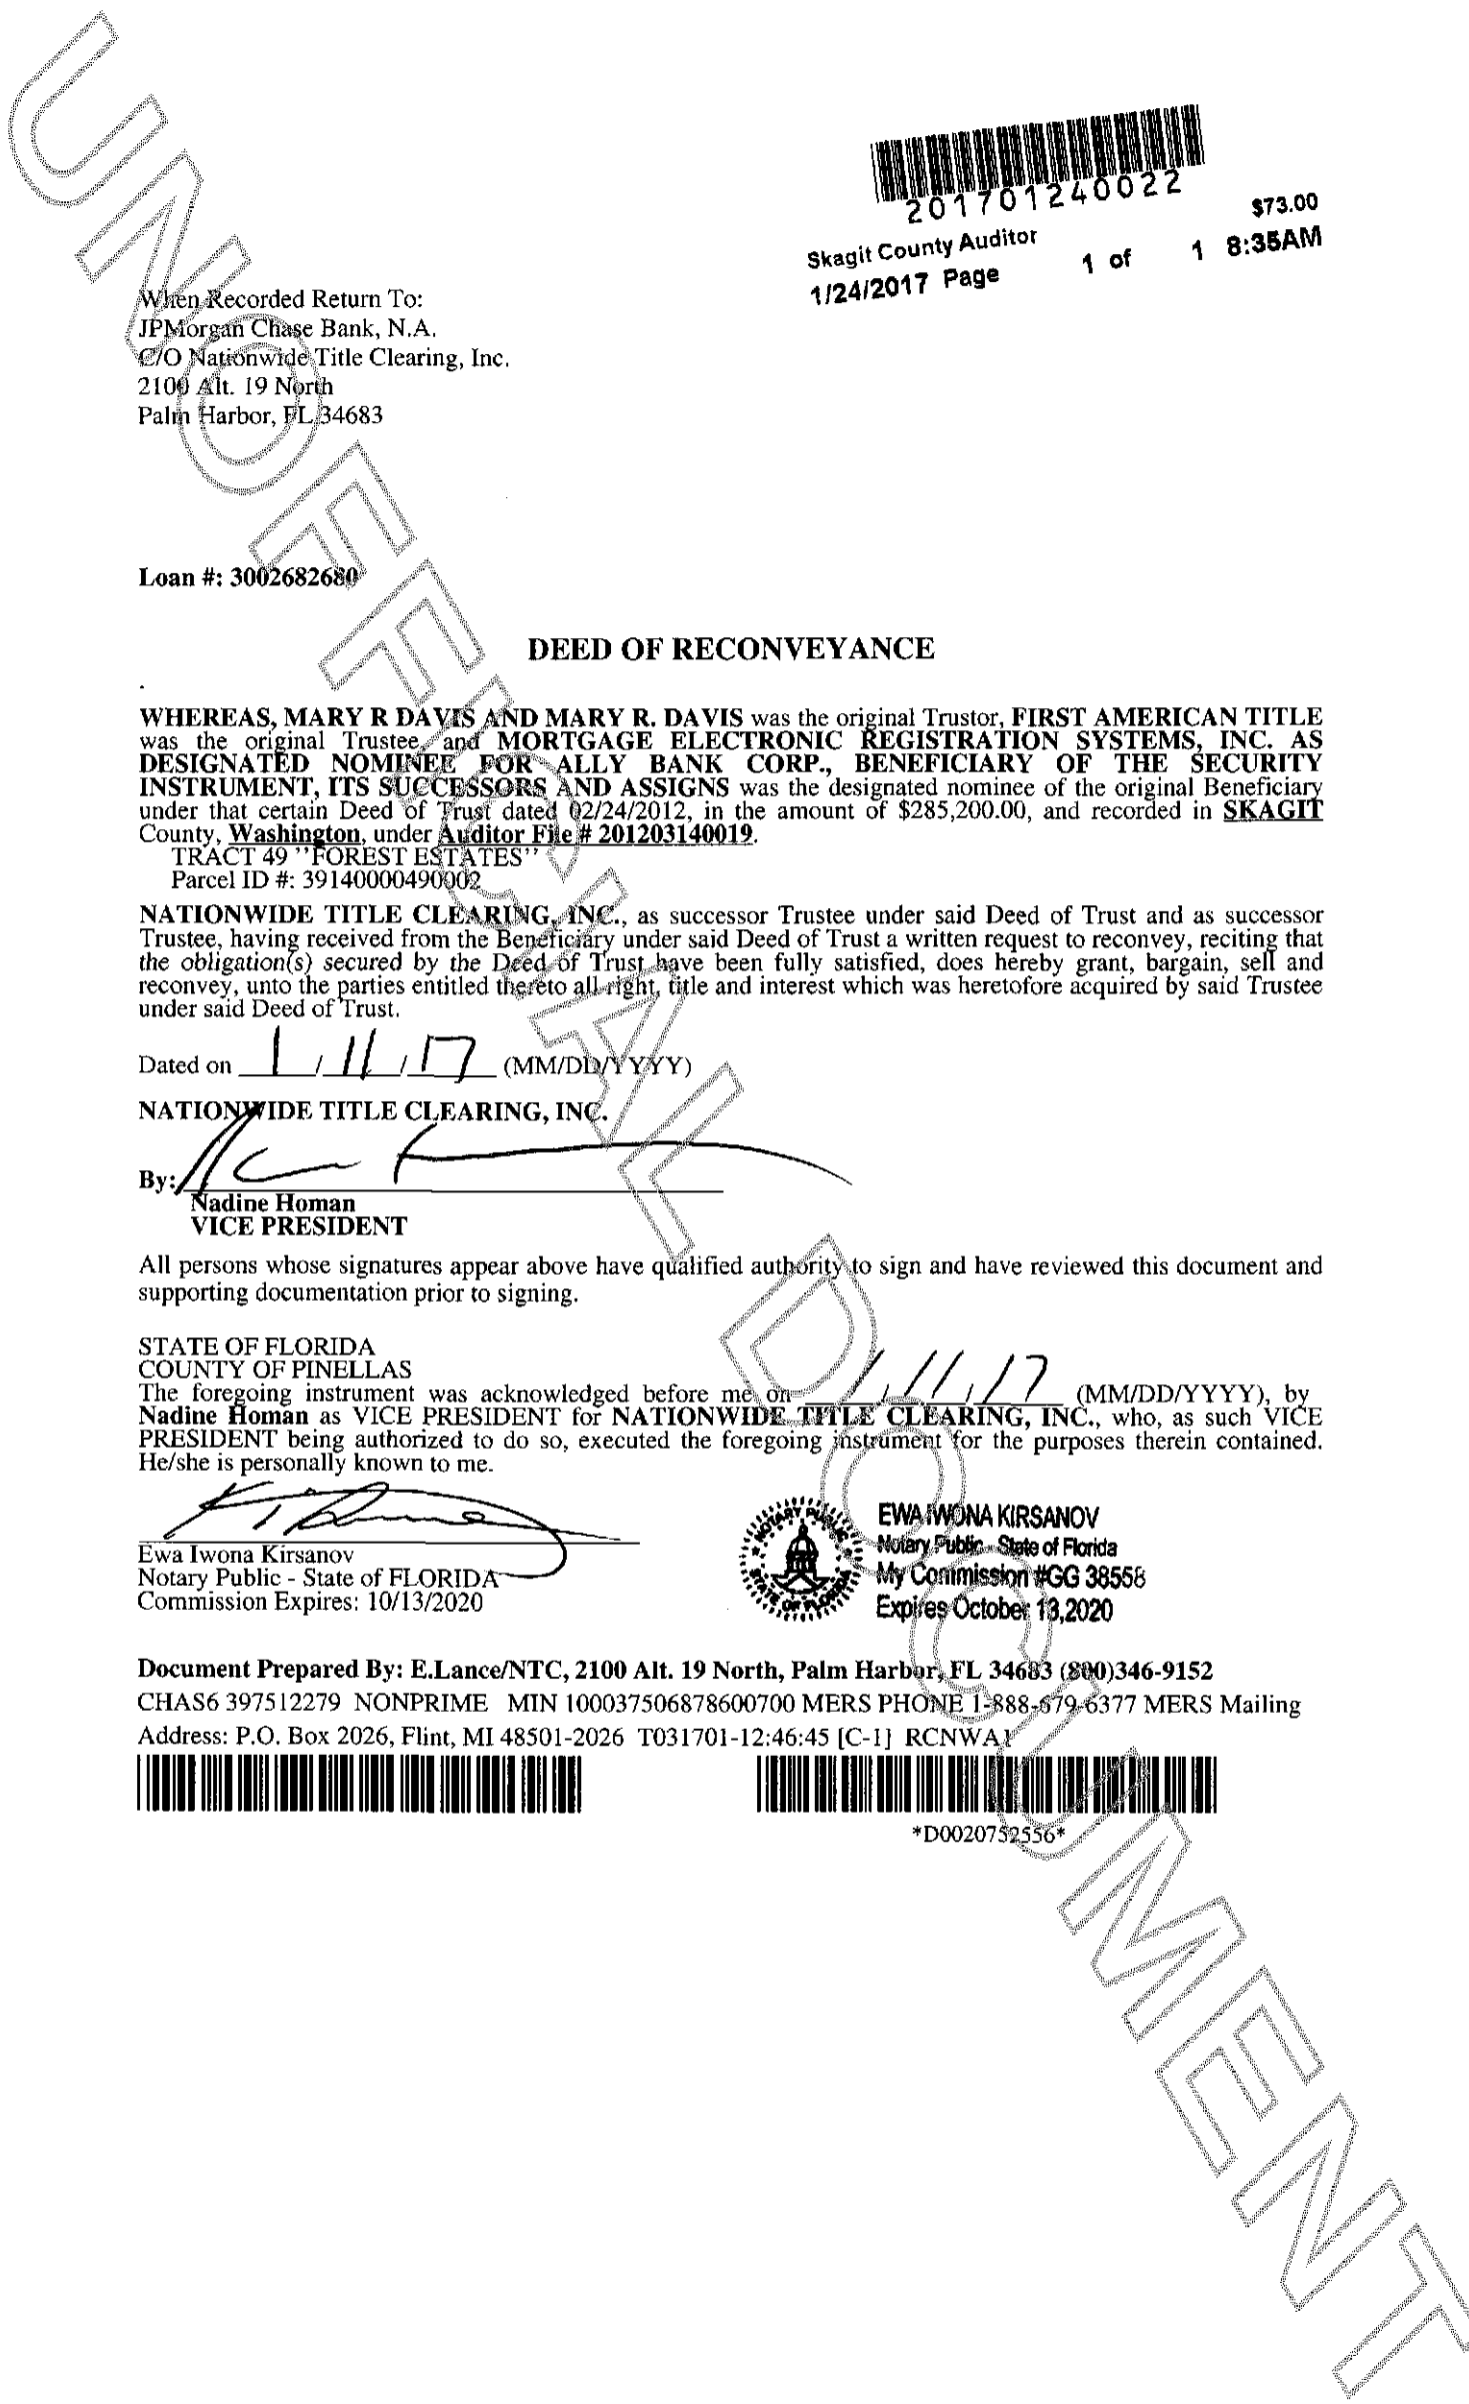 201701240022
$73.00
Skagit County Auditor
1/24/2017 Page 1 of 1 8:35AM
When Recorded Return To:
JPMorgan Chase Bank, N.A.
C/O Nationwide Title Clearing, Inc.
2100 Alt. 19 North
Palm Harbor, FL 34683
Loan #: 3002682680
DEED OF RECONVEYANCE
.
WHEREAS, MARY R DAVIS AND MARY R. DAVIS was the original Trustor, FIRST AMERICAN TITLE
was the original Trustee, and MORTGAGE ELECTRONIC REGISTRATION SYSTEMS, INC. AS
DESIGNATED NOMINEE FOR ALLY BANK CORP., BENEFICIARY OF THE SECURITY
INSTRUMENT, ITS SUCCESSORS AND ASSIGNS was the designated nominee of the original Beneficiary
under that certain Deed of Trust dated 02/24/2012, in the amount of $285,200.00, and recorded in SKAGIT
County, Washington, under Auditor File # 201203140019.
TRACT 49 ''FOREST ESTATES''
Parcel ID #: 39140000490002
NATIONWIDE TITLE CLEARING, INC., as successor Trustee under said Deed of Trust and as successor
Trustee, having received from the Beneficiary under said Deed of Trust a written request to reconvey, reciting that
the obligation(s) secured by the Deed of Trust have been fully satisfied, does hereby grant, bargain, sell and
reconvey, unto the parties entitled thereto all right, title and interest which was heretofore acquired by said Trustee
under said Deed of Trust.
Dated on 1 / 11 / 17 (MM/DD/YYYY)
NATIONWIDE TITLE CLEARING, INC.
By:
Nadine Homan
VICE PRESIDENT
All persons whose signatures appear above have qualified authority to sign and have reviewed this document and
supporting documentation prior to signing.
STATE OF FLORIDA
COUNTY OF PINELLAS
The foregoing instrument was acknowledged before me on 1 / 11 / 17 (MM/DD/YYYY), by
Nadine Homan as VICE PRESIDENT for NATIONWIDE TITLE CLEARING, INC., who, as such VICE
PRESIDENT being authorized to do so, executed the foregoing instrument for the purposes therein contained.
He/she is personally known to me.
Ewa Iwona Kirsanov
Notary Public - State of FLORIDA
Commission Expires: 10/13/2020
NOTARY PUBLIC
STATE OF FLORIDA
EWA IWONA KIRSANOV
Notary Public - State of Florida
My Commission #GG 38558
Expires October 13, 2020
Document Prepared By: E.Lance/NTC, 2100 Alt. 19 North, Palm Harbor, FL 34683 (800)346-9152
CHAS6 397512279 NONPRIME MIN 100037506878600700 MERS PHONE 1-888-679-6377 MERS Mailing
Address: P.O. Box 2026, Flint, MI 48501-2026 T031701-12:46:45 [C-1] RCNWA1
*D0020752556*
UNOFFICIAL DOCUMENT